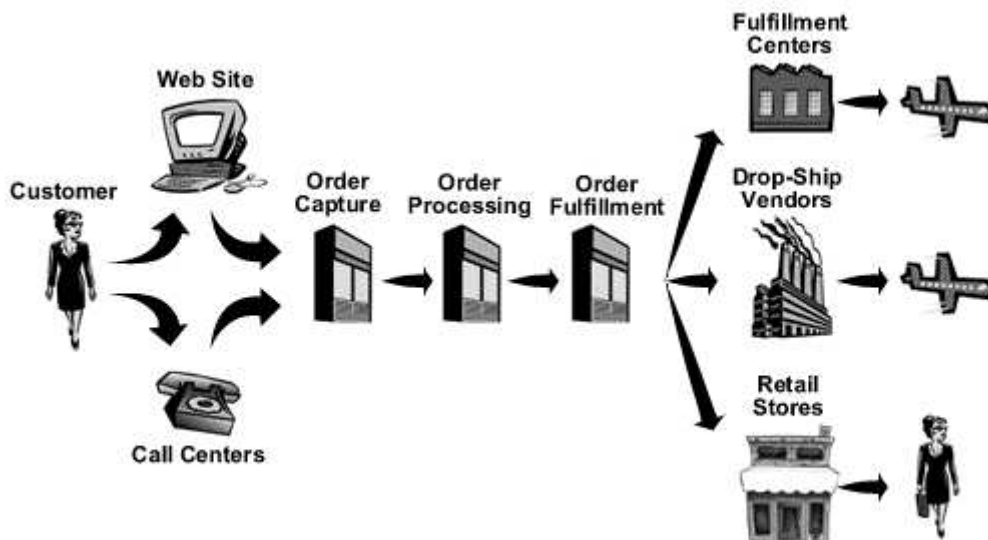 Fulfillment
Centers
Web Site
Customer
Order
Capture
Order
Processing
Order
Fulfillment
Drop-Ship
Vendors
Call Centers
Retail
Stores